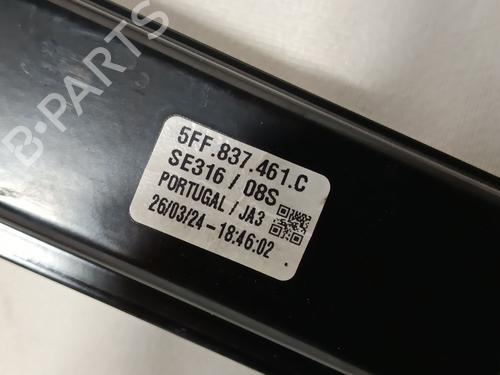 B-PARTS
5FF.837.461.C
SE316 / 08S
PORTUGAL / JA3
26/03/24-18:46:02